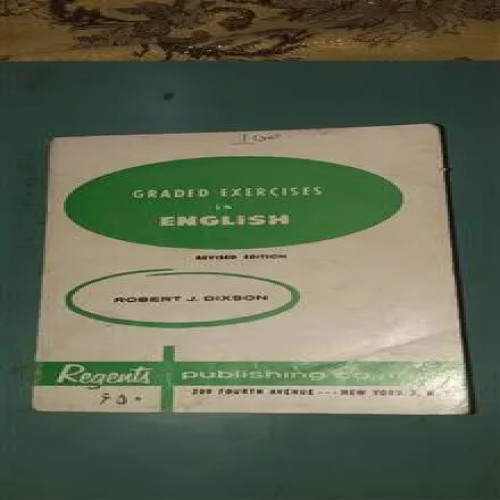 GRADED EXERCISES
IN
ENGLISH
REVISED EDITION
ROBERT J. DIXSON
Regents publishing co.,
200 FOURTH AVENUE --- NEW YORK 3, N.